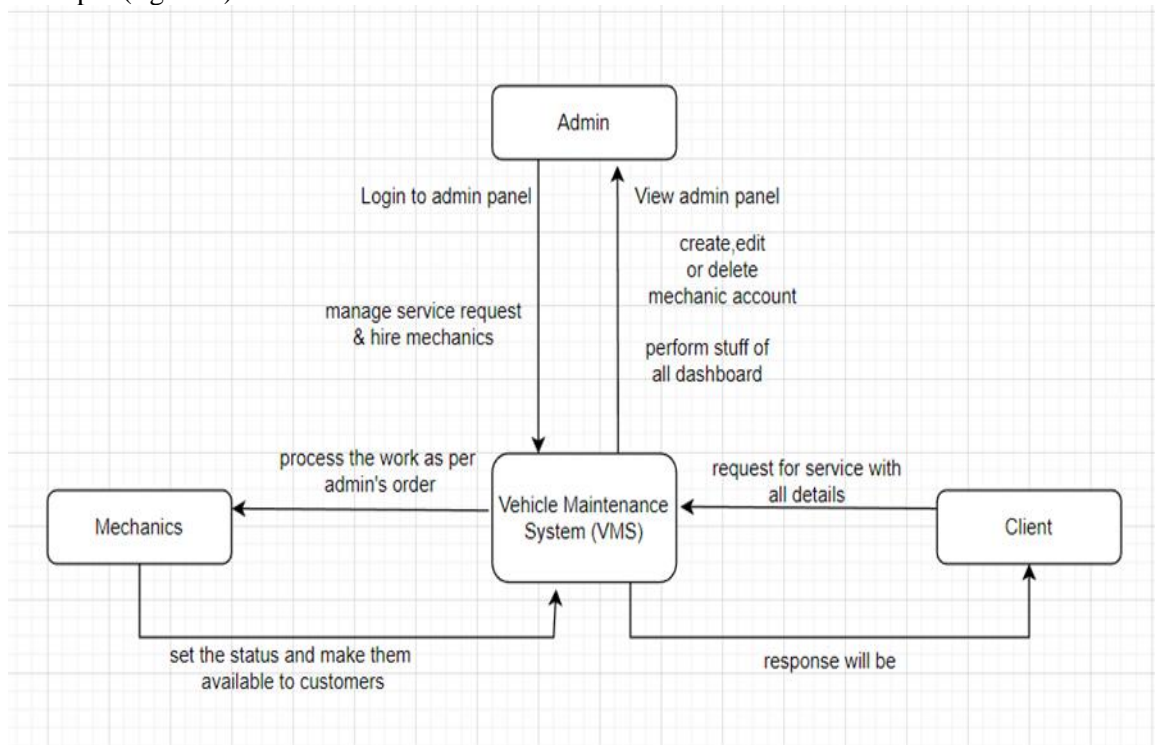 Admin
Login to admin panel
View admin panel
create,edit
or delete
mechanic account
manage service request
& hire mechanics
perform stuff of
all dashboard
process the work as per
admin's order
request for service with
all details
Mechanics
Vehicle Maintenance
System (VMS)
Client
set the status and make them
available to customers
response will be